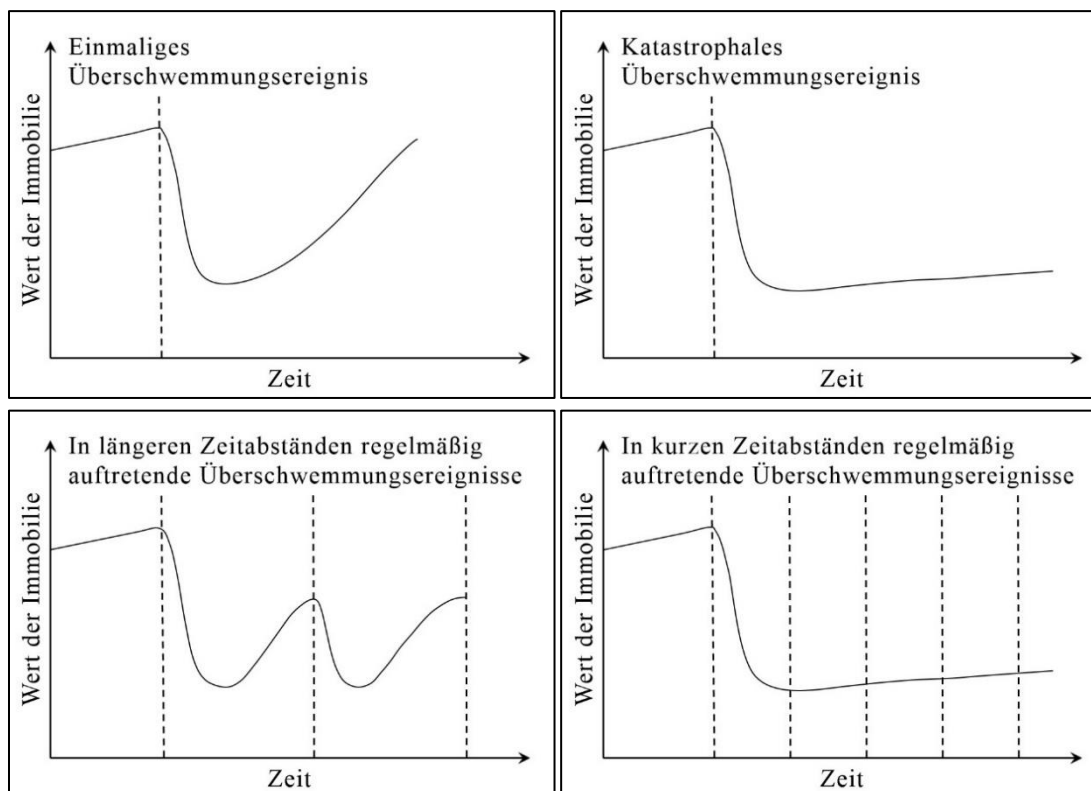 Einmaliges
Überschwemmungsereignis
Wert der Immobilie
Zeit
Katastrophales
Überschwemmungsereignis
Wert der Immobilie
Zeit
In längeren Zeitabständen regelmäßig
auftretende Überschwemmungsereignisse
Wert der Immobilie
Zeit
In kurzen Zeitabständen regelmäßig
auftretende Überschwemmungsereignisse
Wert der Immobilie
Zeit